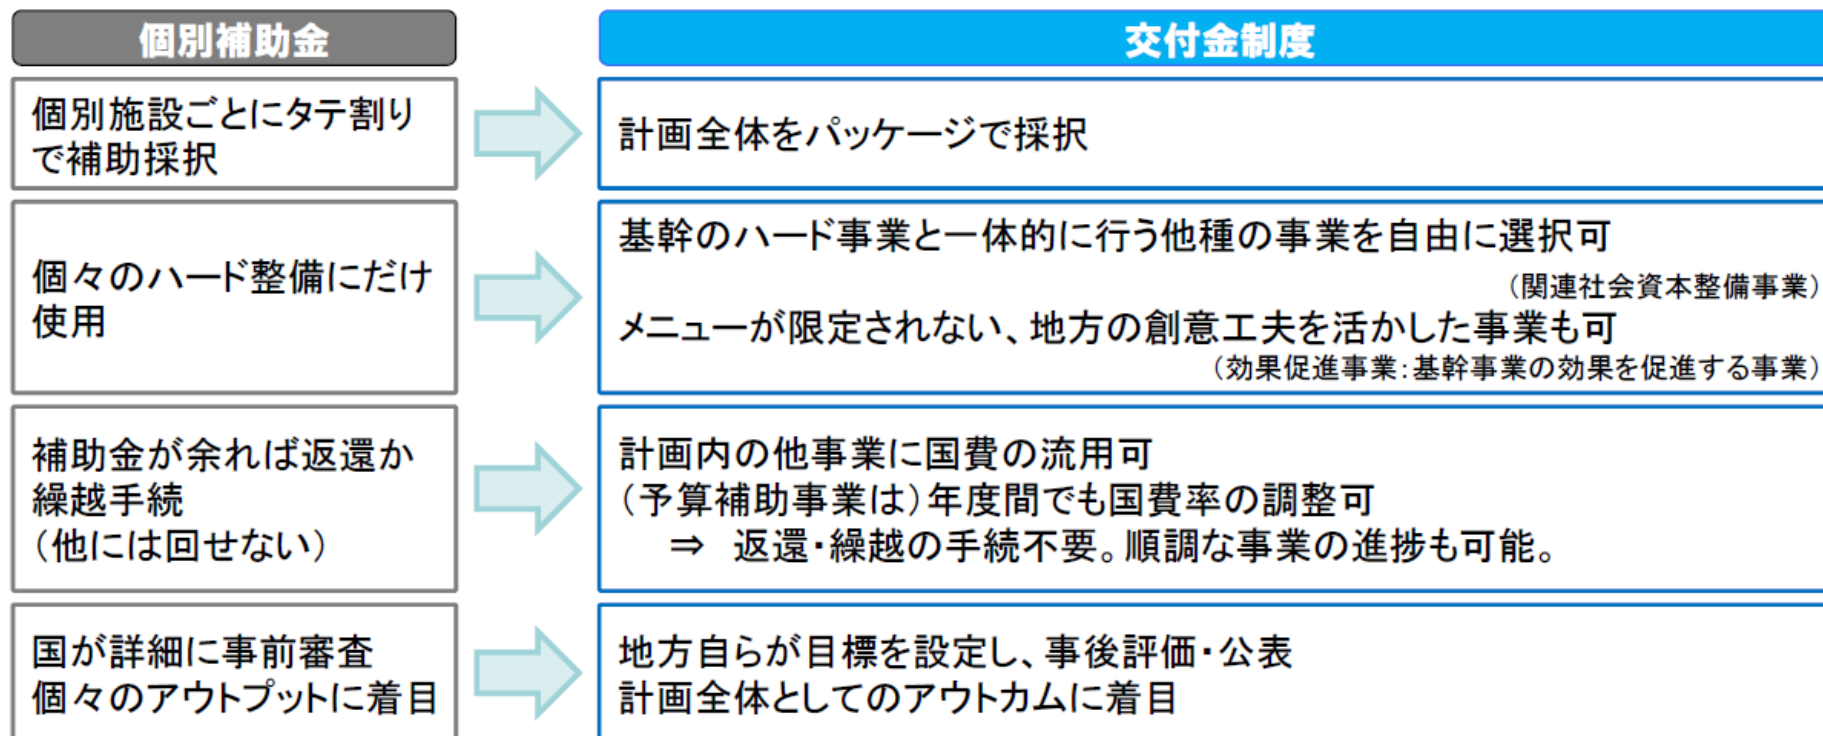 個別補助金
交付金制度
個別施設ごとにタテ割り
で補助採択
計画全体をパッケージで採択
個々のハード整備にだけ
使用
基幹のハード事業と一体的に行う他種の事業を自由に選択可
（関連社会資本整備事業）
メニューが限定されない、地方の創意工夫を活かした事業も可
（効果促進事業：基幹事業の効果を促進する事業）
補助金が余れば返還か
繰越手続
（他には回せない）
計画内の他事業に国費の流用可
（予算補助事業は）年度間でも国費率の調整可
⇒　返還・繰越の手続不要。順調な事業の進捗も可能。
国が詳細に事前審査
個々のアウトプットに着目
地方自らが目標を設定し、事後評価・公表
計画全体としてのアウトカムに着目